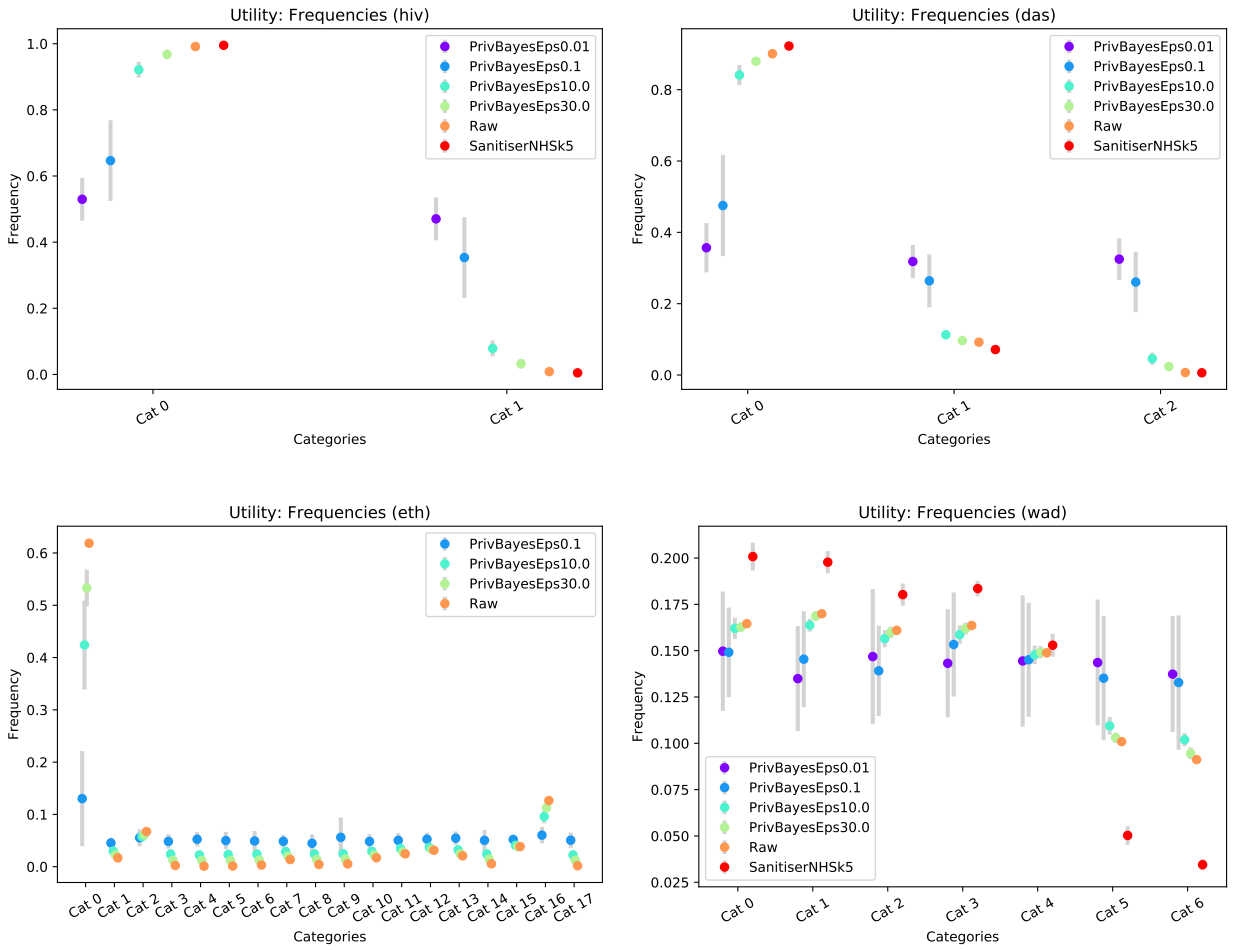 Utility: Frequencies (hiv)
Frequency
1.0
0.8
0.6
0.4
0.2
0.0
PrivBayesEps0.01
PrivBayesEps0.1
PrivBayesEps10.0
PrivBayesEps30.0
Raw
SanitiserNHSk5
Cat 0
Cat 1
Categories
Utility: Frequencies (das)
Frequency
0.8
0.6
0.4
0.2
0.0
PrivBayesEps0.01
PrivBayesEps0.1
PrivBayesEps10.0
PrivBayesEps30.0
Raw
SanitiserNHSk5
Cat 0
Cat 1
Cat 2
Categories
Utility: Frequencies (eth)
Frequency
0.6
0.5
0.4
0.3
0.2
0.1
0.0
PrivBayesEps0.1
PrivBayesEps10.0
PrivBayesEps30.0
Raw
Cat 0
Cat 1
Cat 2
Cat 3
Cat 4
Cat 5
Cat 6
Cat 7
Cat 8
Cat 9
Cat 10
Cat 11
Cat 12
Cat 13
Cat 14
Cat 15
Cat 16
Cat 17
Categories
Utility: Frequencies (wad)
Frequency
0.200
0.175
0.150
0.125
0.100
0.075
0.050
0.025
PrivBayesEps0.01
PrivBayesEps0.1
PrivBayesEps10.0
PrivBayesEps30.0
Raw
SanitiserNHSk5
Cat 0
Cat 1
Cat 2
Cat 3
Cat 4
Cat 5
Cat 6
Categories